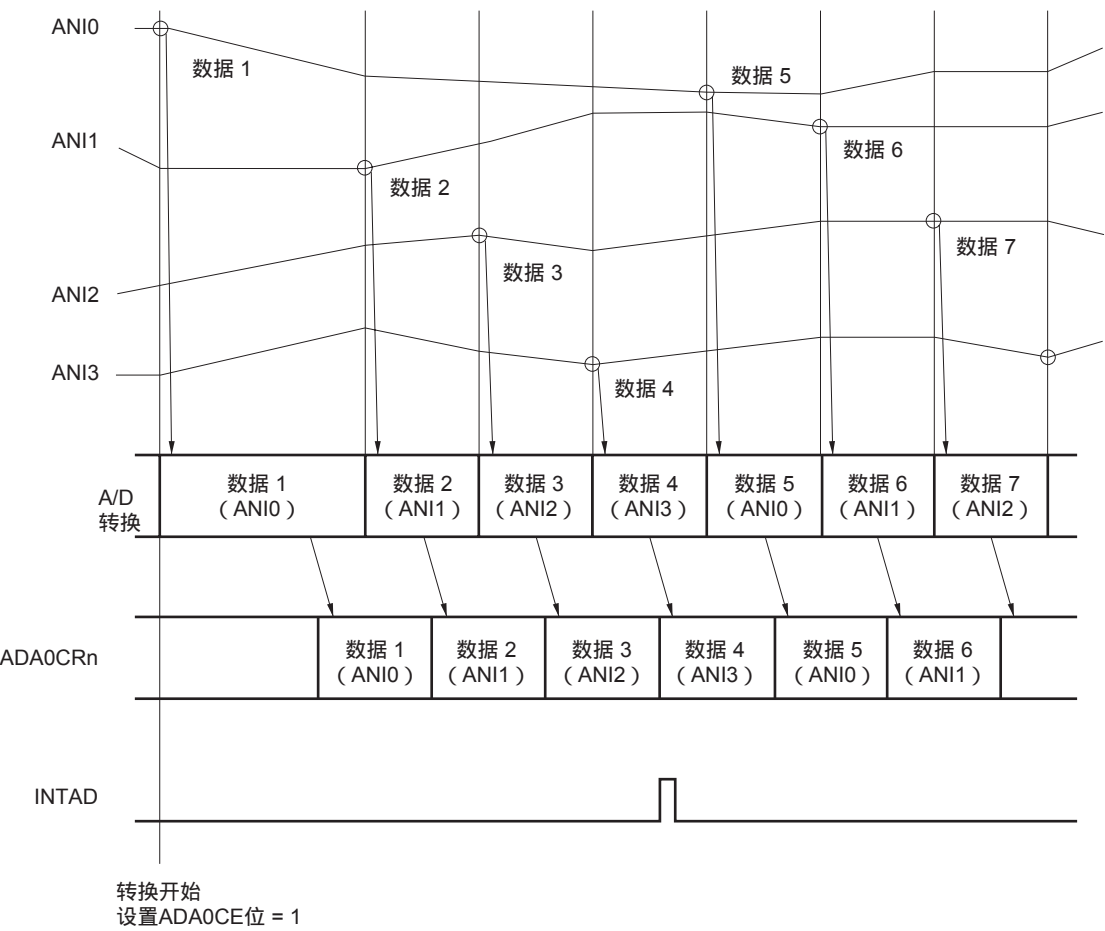 ANI0
数据 1
数据 5
ANI1
数据 6
数据 2
数据 7
数据 3
ANI2
ANI3
数据 4
A/D
转换
数据 1
（ANI0）
数据 2
（ANI1）
数据 3
（ANI2）
数据 4
（ANI3）
数据 5
（ANI0）
数据 6
（ANI1）
数据 7
（ANI2）
ADA0CRn
数据 1
（ANI0）
数据 2
（ANI1）
数据 3
（ANI2）
数据 4
（ANI3）
数据 5
（ANI0）
数据 6
（ANI1）
INTAD
转换开始
设置ADA0CE位 = 1